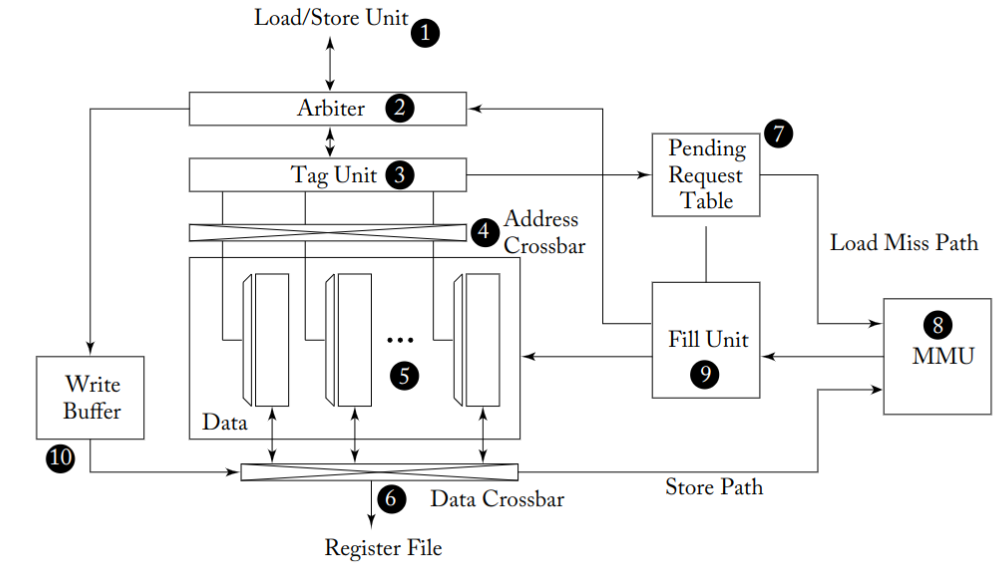 Load/Store Unit 1
Arbiter 2
Tag Unit 3
4 Address
Crossbar
7
Pending
Request
Table
Load Miss Path
8
MMU
Fill Unit
9
5
Data
Write
Buffer
10
6 Data Crossbar
Store Path
Register File